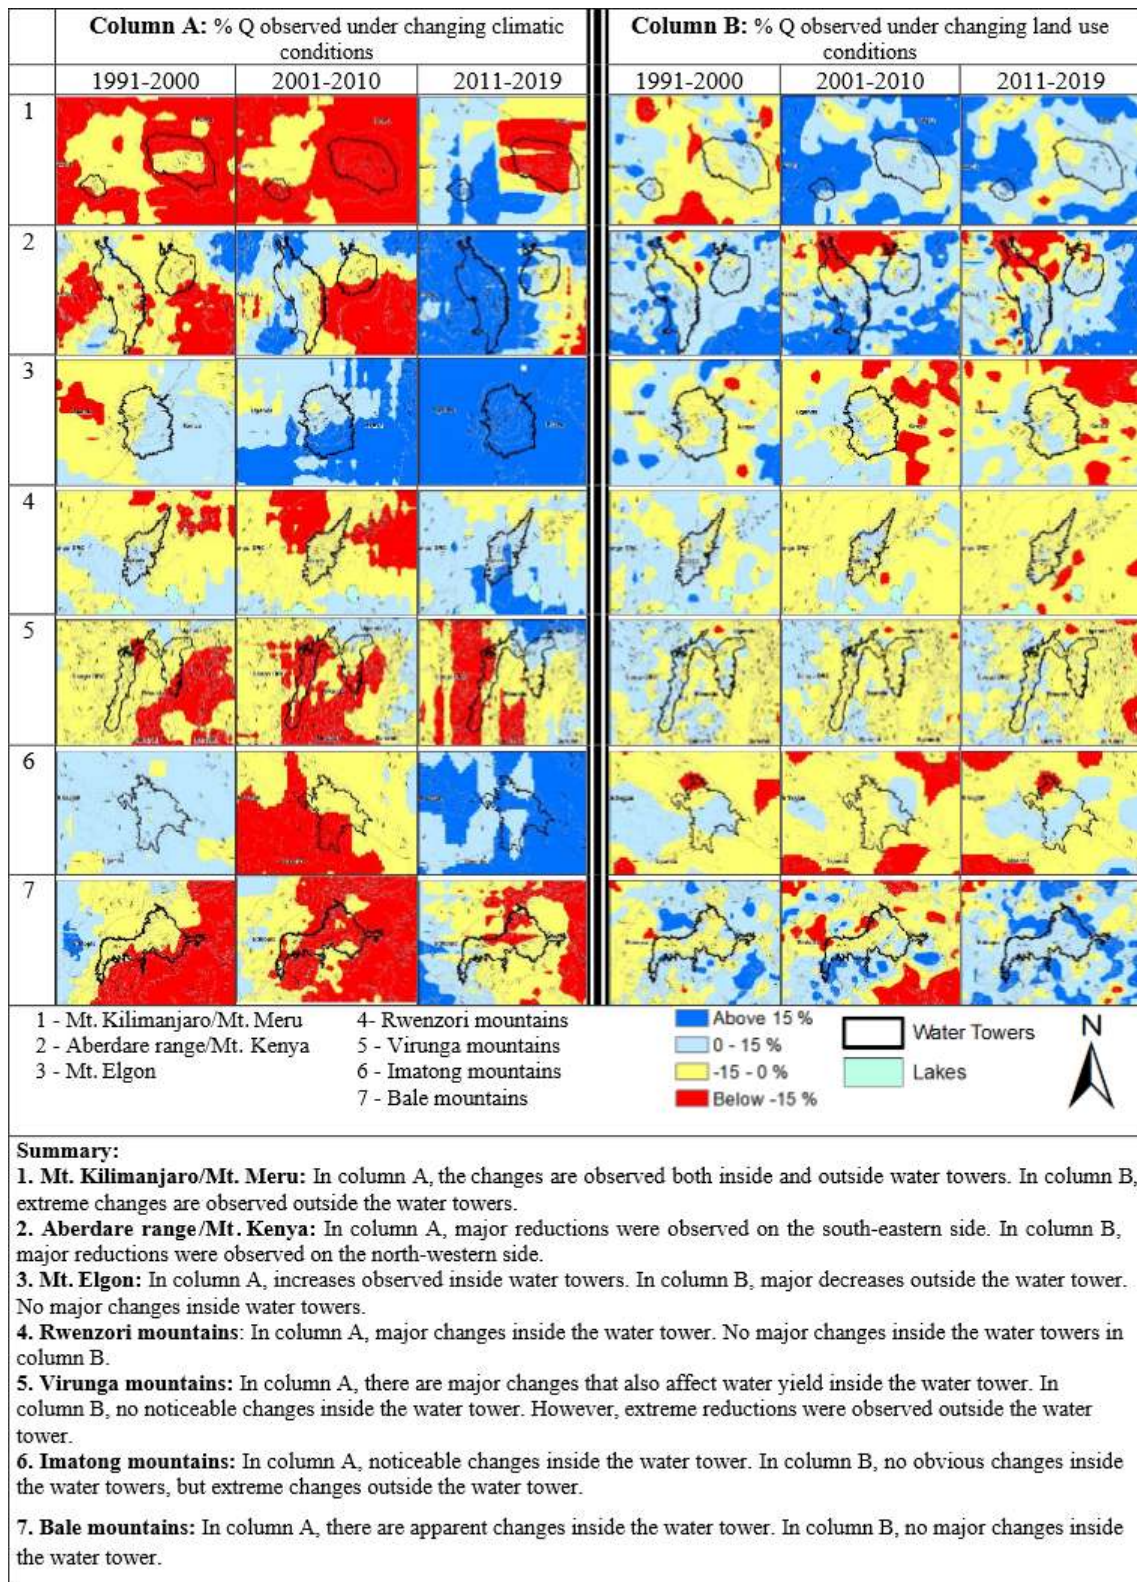 Column A: % Q observed under changing climatic
conditions
Column B: % Q observed under changing land use
conditions
1991-2000
2001-2010
2011-2019
1991-2000
2001-2010
2011-2019
1
2
3
4
5
6
7
1 - Mt. Kilimanjaro/Mt. Meru
2 - Aberdare range/Mt. Kenya
3 - Mt. Elgon
4- Rwenzori mountains
5 - Virunga mountains
6 - Imatong mountains
7 - Bale mountains
Above 15 %
0 - 15 %
-15 - 0 %
Below -15 %
Water Towers
Lakes
N
Summary:
1. Mt. Kilimanjaro/Mt. Meru: In column A, the changes are observed both inside and outside water towers. In column B,
extreme changes are observed outside the water towers.
2. Aberdare range/Mt. Kenya: In column A, major reductions were observed on the south-eastern side. In column B,
major reductions were observed on the north-western side.
3. Mt. Elgon: In column A, increases observed inside water towers. In column B, major decreases outside the water tower.
No major changes inside water towers.
4. Rwenzori mountains: In column A, major changes inside the water tower. No major changes inside the water towers in
column B.
5. Virunga mountains: In column A, there are major changes that also affect water yield inside the water tower. In
column B, no noticeable changes inside the water tower. However, extreme reductions were observed outside the water
tower.
6. Imatong mountains: In column A, noticeable changes inside the water tower. In column B, no obvious changes inside
the water towers, but extreme changes outside the water tower.
7. Bale mountains: In column A, there are apparent changes inside the water tower. In column B, no major changes inside
the water tower.